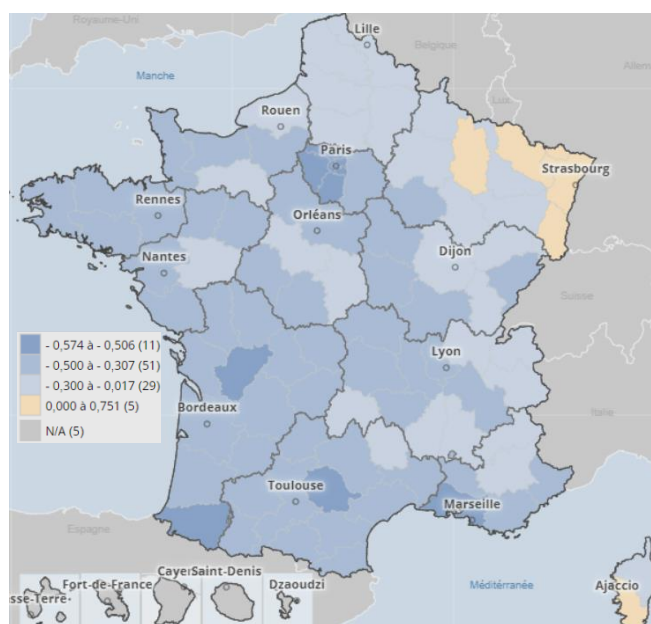 Royaume-Uni
Lille
Belgique
Manche
Allem
Lux.
Rouen
Paris
Strasbourg
Rennes
Orléans
Nantes
Dijon
Suisse
- 0,574 à - 0,506 (11)
- 0,500 à - 0,307 (51)
- 0,300 à - 0,017 (29)
0,000 à 0,751 (5)
N/A (5)
Lyon
Bordeaux
Italie
Toulouse
Marseille
Espagne
Fort-de-France
Caye
Saint-Denis
Dzaoudzi
sse-Terre
Méditérranée
Ajaccio